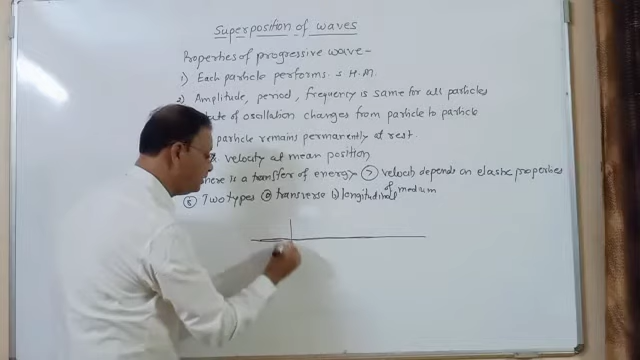 Superposition of waves
Properties of progressive wave-
1) Each particle performs S.H.M.
2) Amplitude, period, frequency is same for all particles
state of oscillation changes from particle to particle
particle remains permanently at rest.
velocity at mean position
there is a transfer of energy ⑦ velocity depends on elastic properties
of medium
⑧ Two types ⓐ transverse b) longitudinal